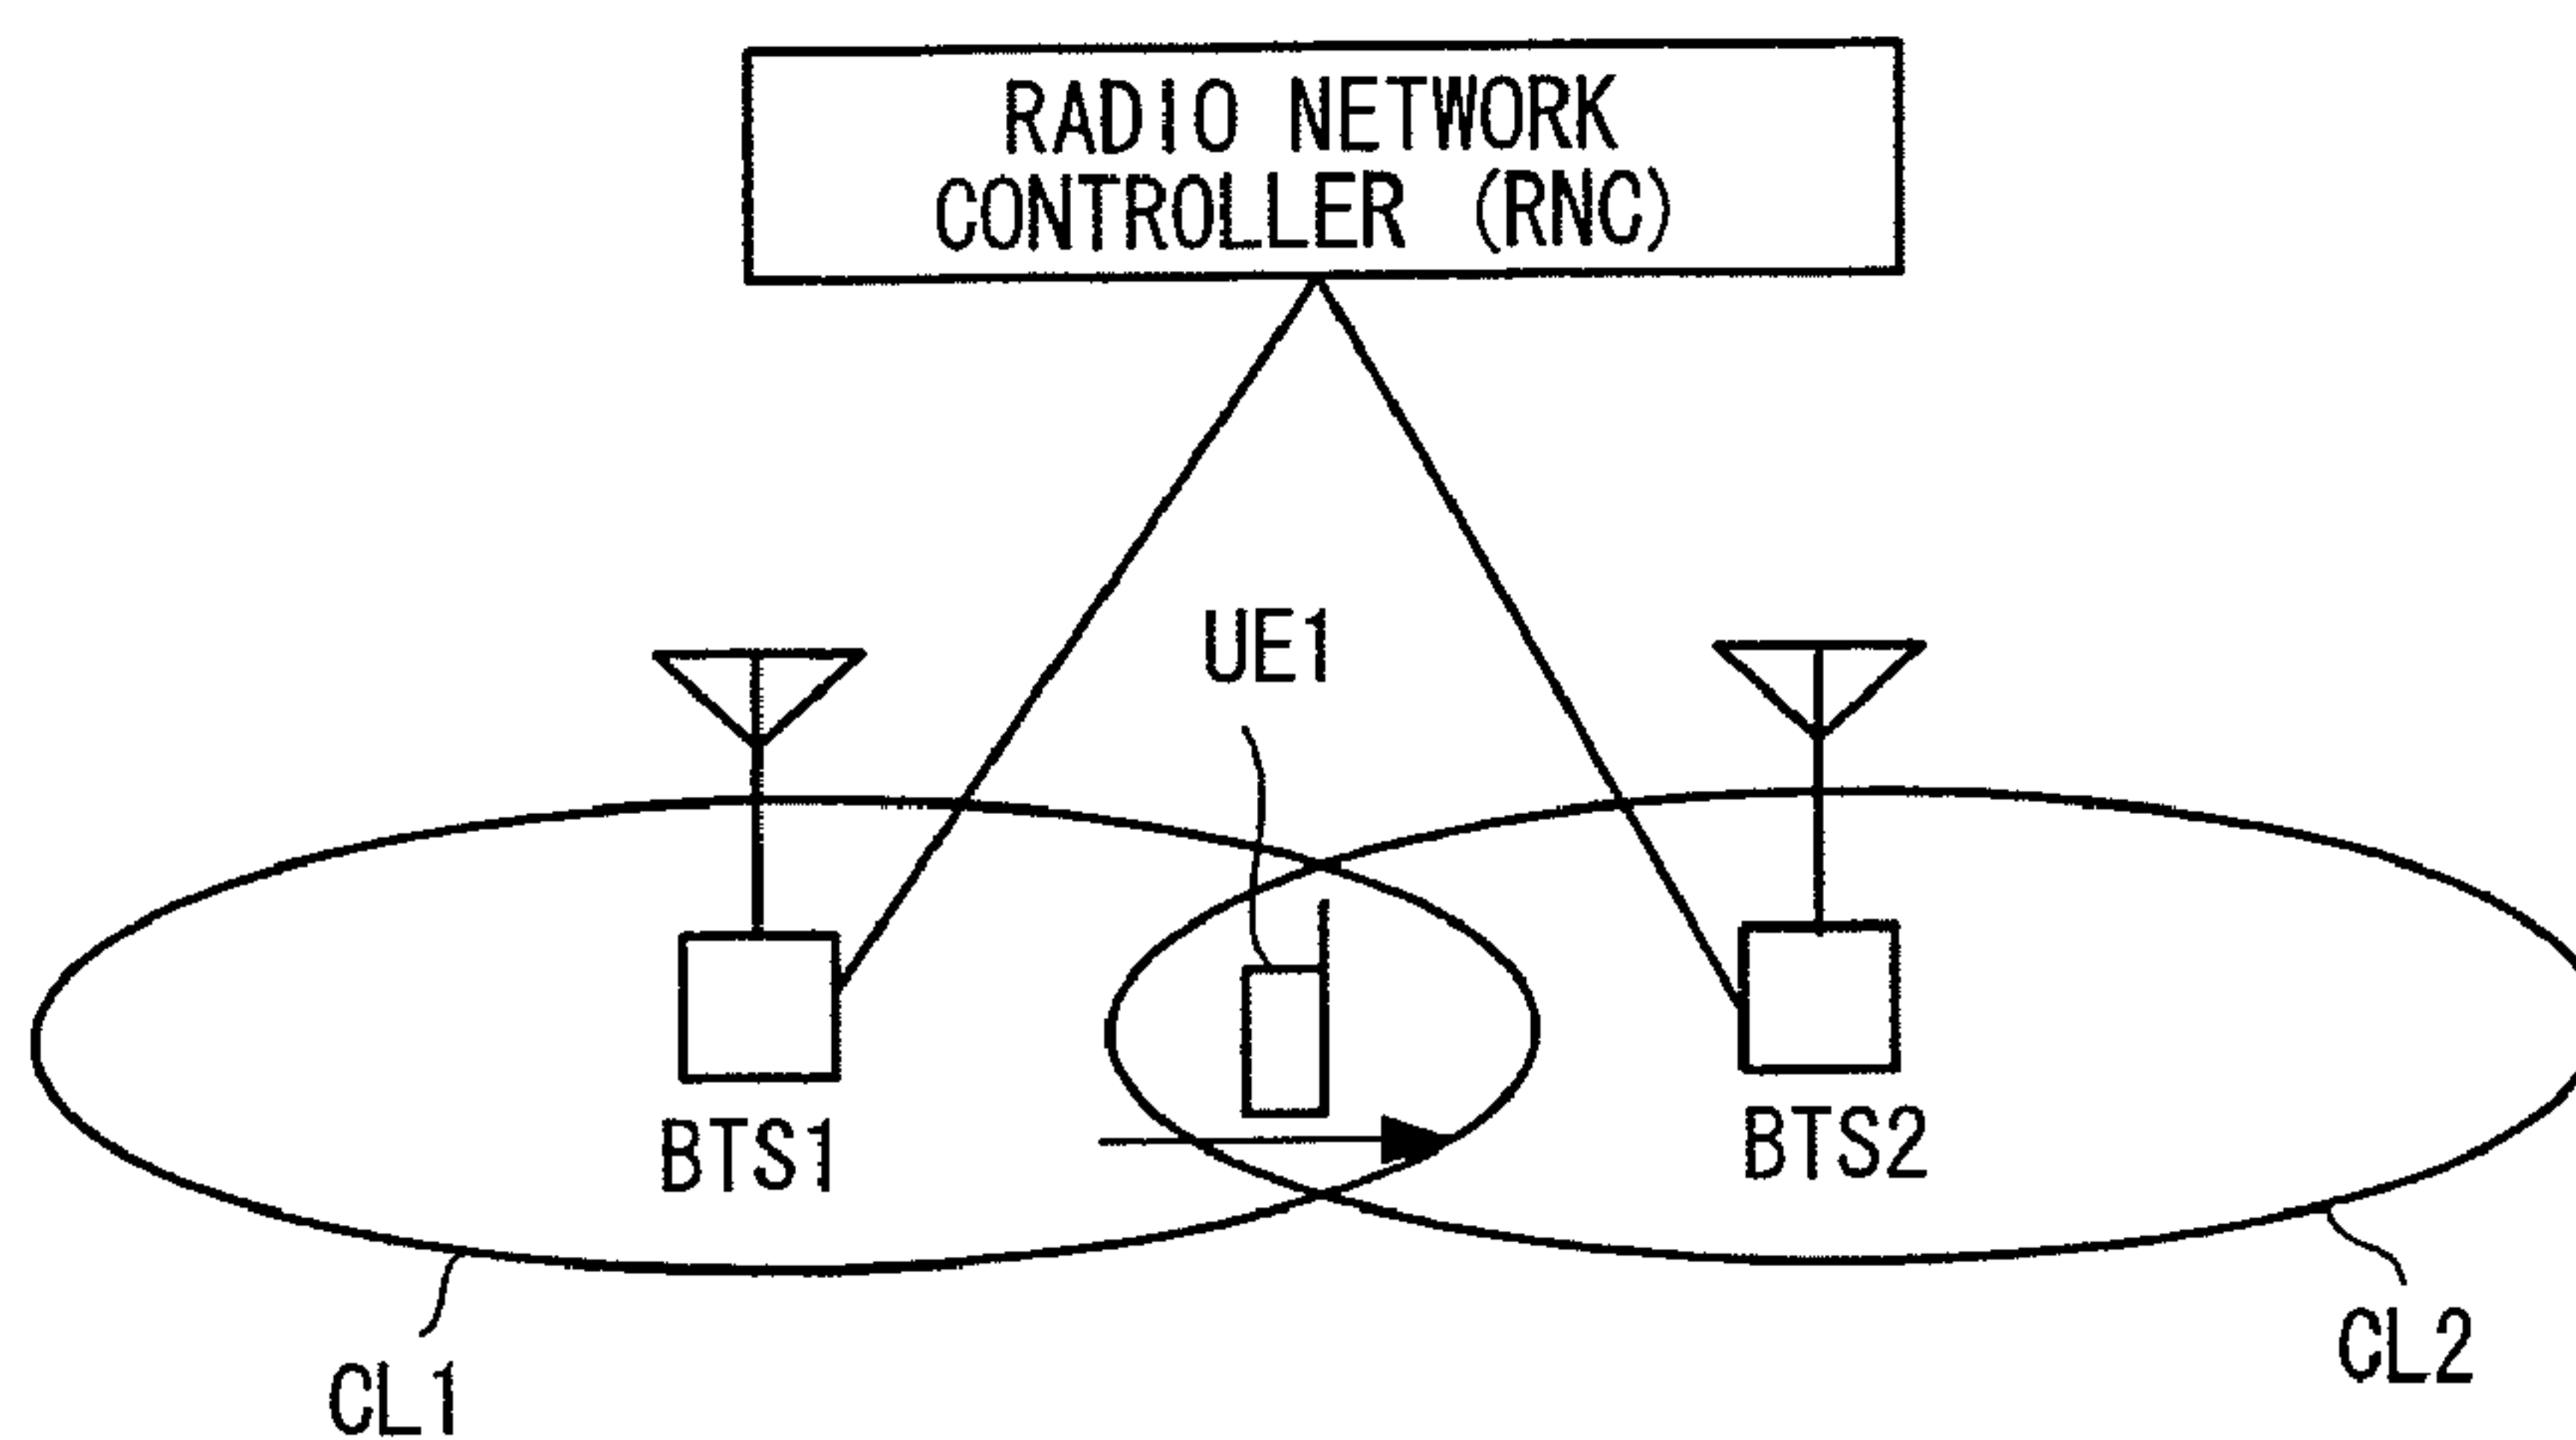 RADIO NETWORK
CONTROLLER (RNC)
UE1
BTS1
BTS2
CL1
CL2